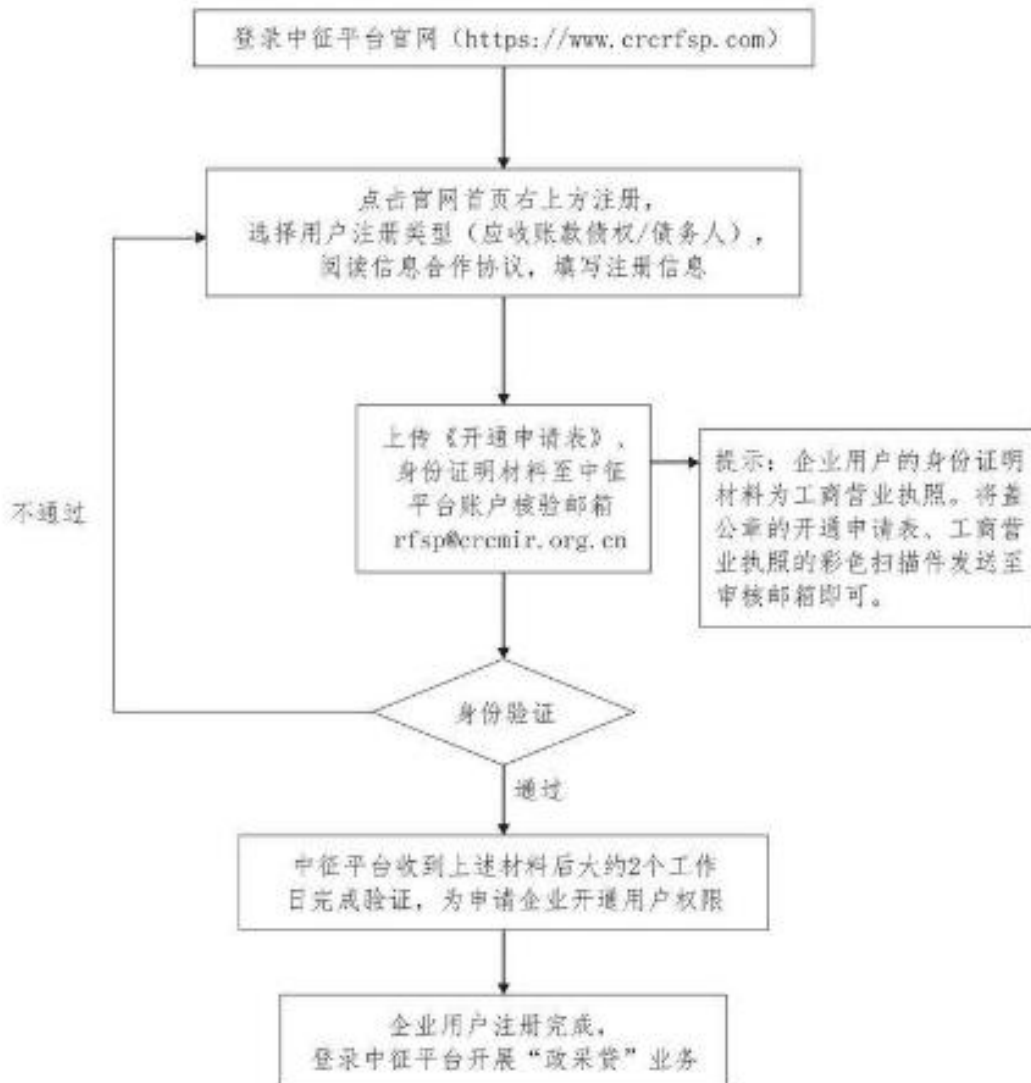 登录中征平台官网（https://www.crcrfsp.com）
点击官网首页右上方注册，
选择用户注册类型（应收账款债权/债务人），
阅读信息合作协议，填写注册信息
上传《开通申请表》、
身份证明材料至中征
平台账户核验邮箱
rfsp@crcmir.org.cn
提示：企业用户的身份证明
材料为工商营业执照。将盖
公章的开通申请表、工商营
业执照的彩色扫描件发送至
审核邮箱即可。
不通过
身份验证
通过
中征平台收到上述材料后大约2个工作
日完成验证，为申请企业开通用户权限
企业用户注册完成，
登录中征平台开展“政采贷”业务